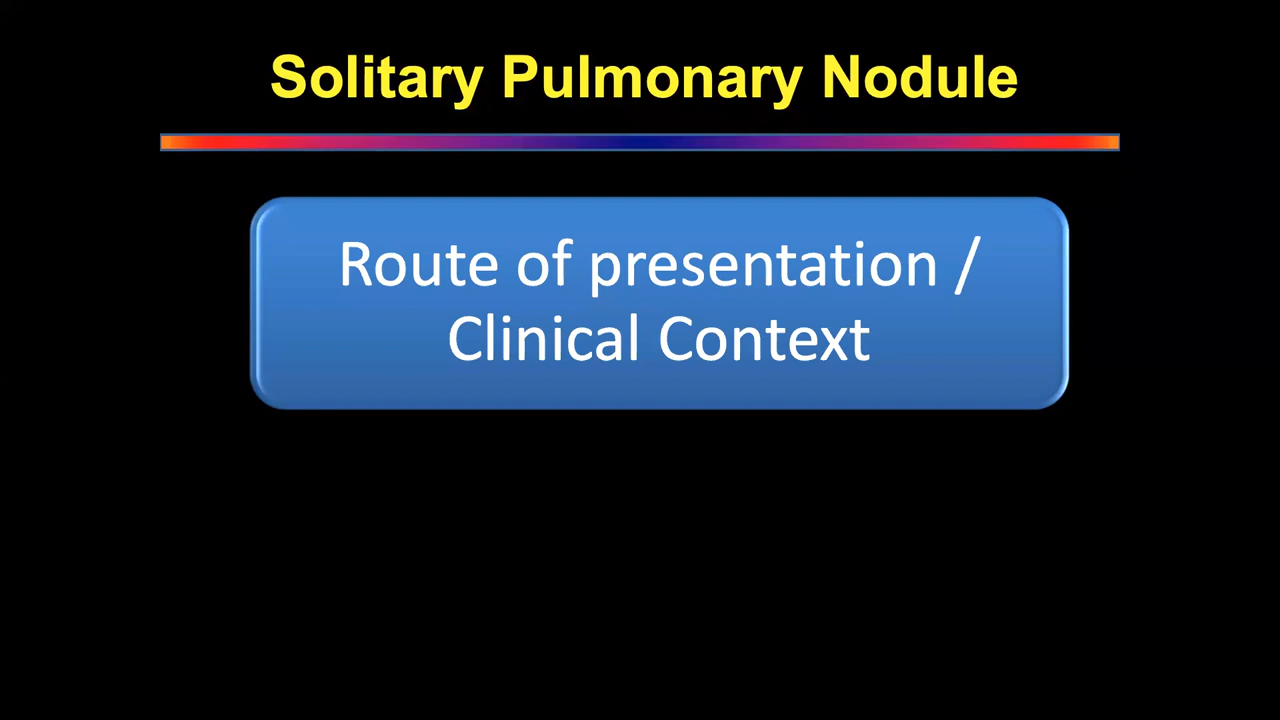 Solitary Pulmonary Nodule
Route of presentation /
Clinical Context